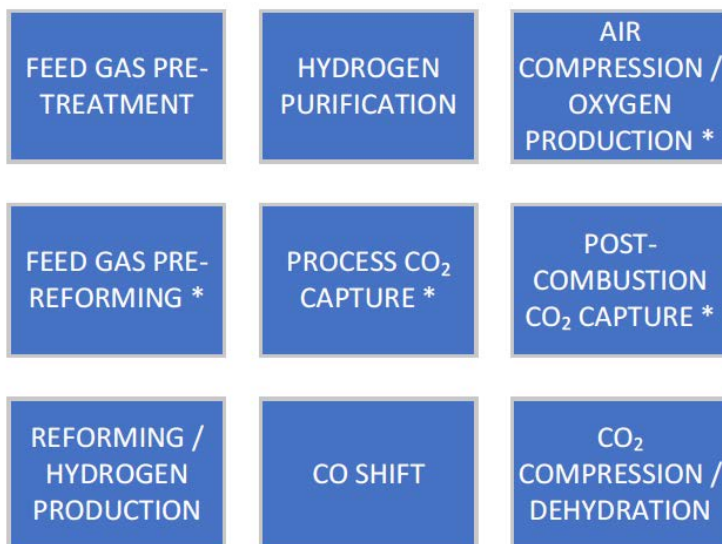 FEED GAS PRE-
TREATMENT
HYDROGEN
PURIFICATION
AIR
COMPRESSION /
OXYGEN
PRODUCTION *
FEED GAS PRE-
REFORMING *
PROCESS CO₂
CAPTURE *
POST-
COMBUSTION
CO₂ CAPTURE *
REFORMING /
HYDROGEN
PRODUCTION
CO SHIFT
CO₂
COMPRESSION /
DEHYDRATION